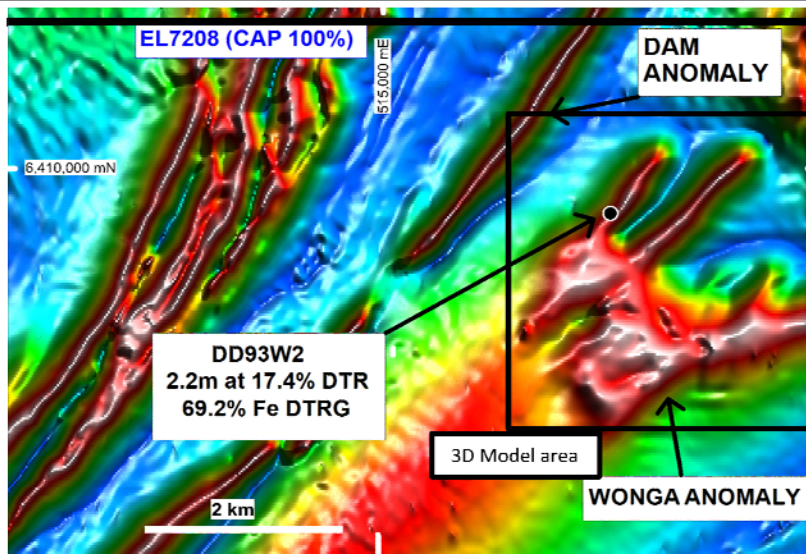 EL7208 (CAP 100%)
515,000 mE
DAM
ANOMALY
6,410,000 mN
DD93W2
2.2m at 17.4% DTR
69.2% Fe DTRG
3D Model area
WONGA ANOMALY
2 km